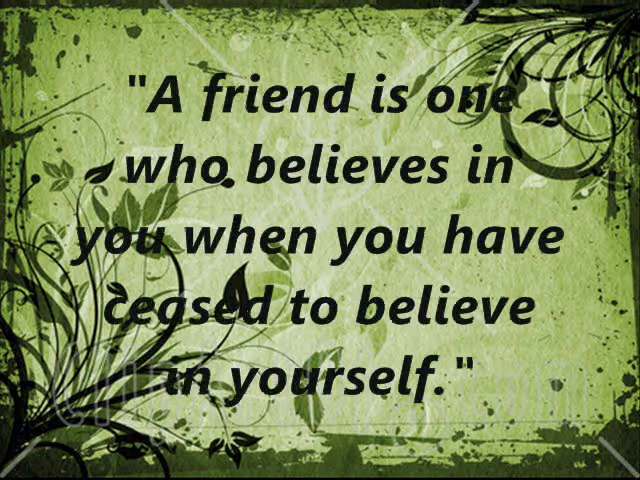 "A friend is one
who believes in
you when you have
ceased to believe
in yourself."